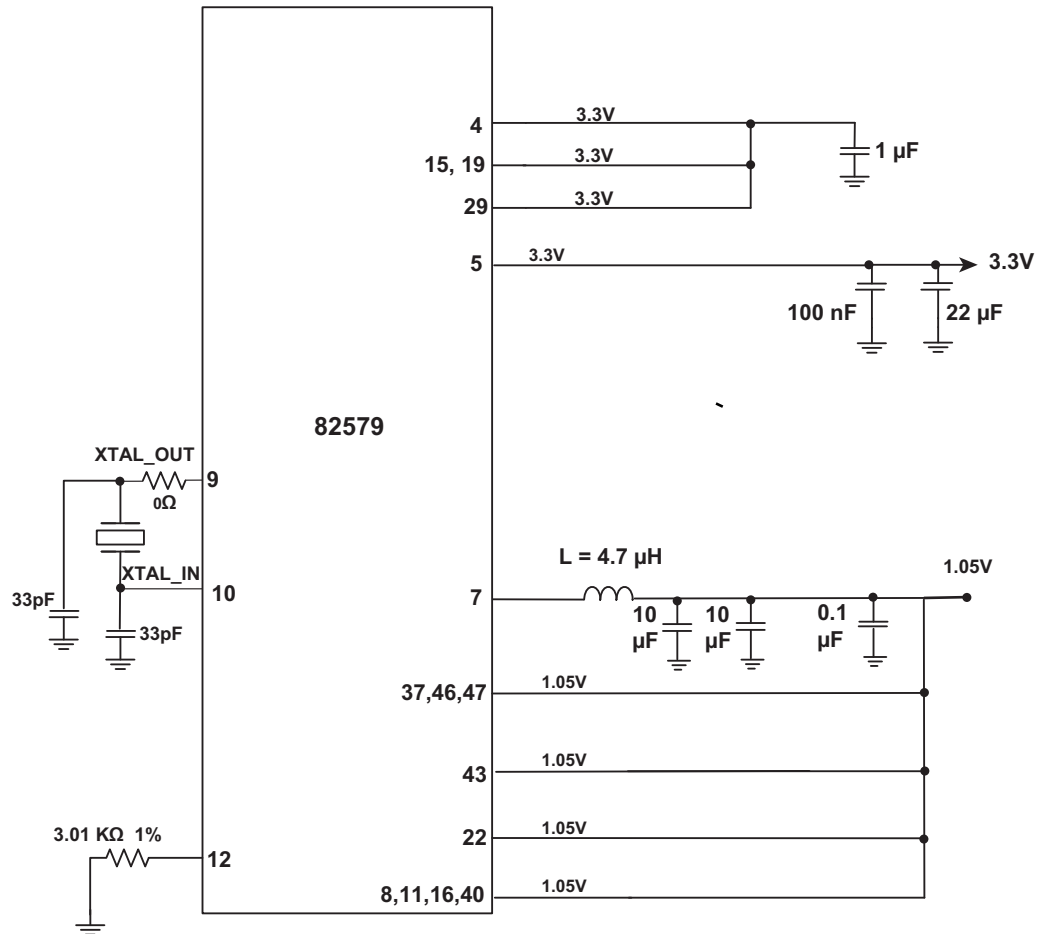 4
3.3V
1 µF
15, 19
3.3V
29
3.3V
5
3.3V
3.3V
100 nF
22 µF
82579
XTAL_OUT
9
0Ω
XTAL_IN
10
33pF
33pF
L = 4.7 µH
1.05V
7
10
µF
10
µF
0.1
µF
37,46,47
1.05V
43
1.05V
22
1.05V
3.01 KΩ 1%
12
8,11,16,40
1.05V